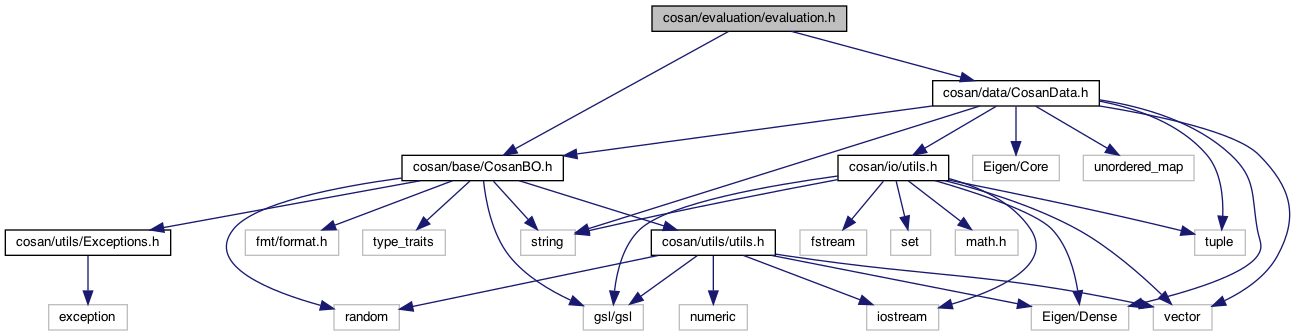 cosan/evaluation/evaluation.h
cosan/data/CosanData.h
cosan/base/CosanBO.h
cosan/io/utils.h
Eigen/Core
unordered_map
cosan/utils/Exceptions.h
fmt/format.h
type_traits
string
cosan/utils/utils.h
fstream
set
math.h
tuple
exception
random
gsl/gsl
numeric
iostream
Eigen/Dense
vector